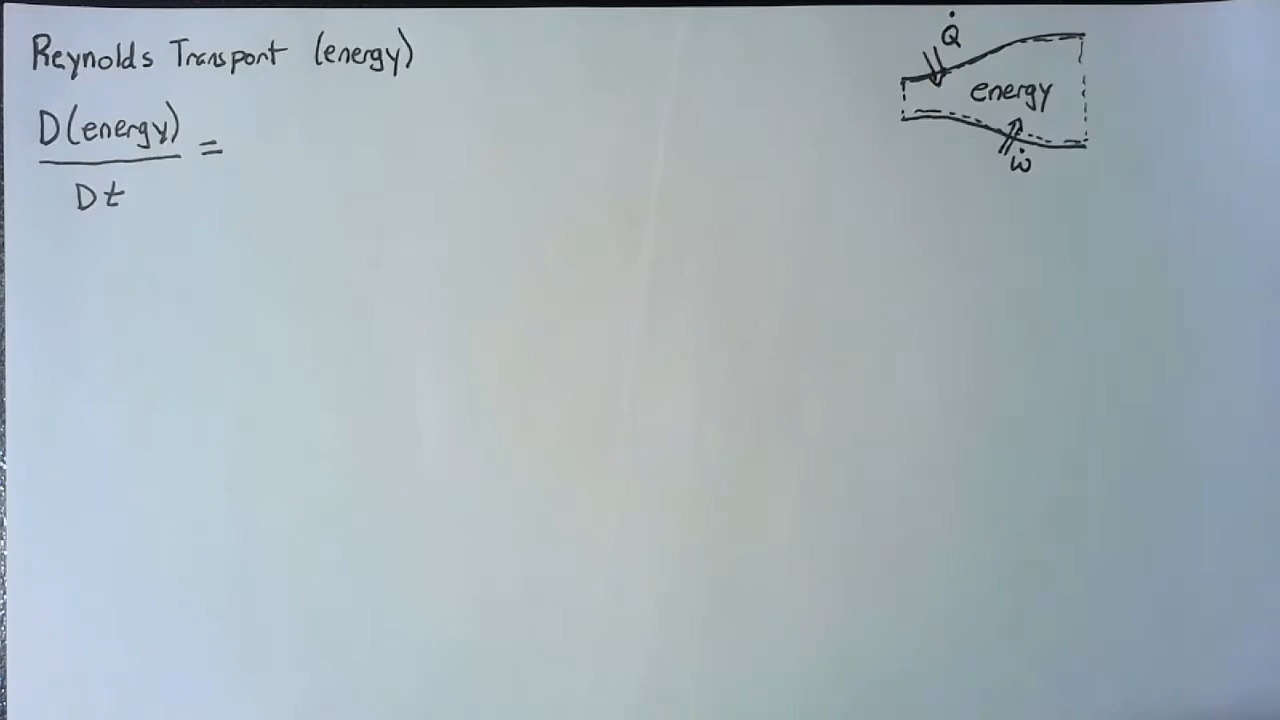 Reynolds Transport (energy)
D(energy)
=
Dt
Q̇
energy
ẇ